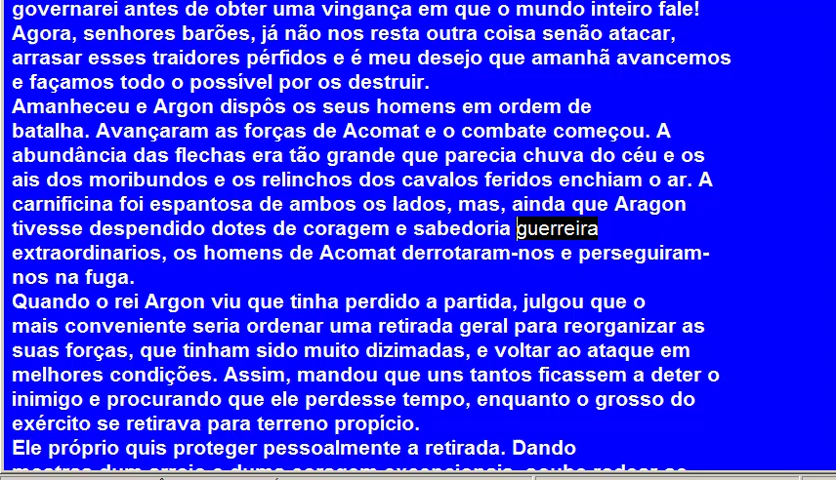 governarei antes de obter uma vingança em que o mundo inteiro fale!
Agora, senhores barões, já não nos resta outra coisa senão atacar,
arrasar esses traidores pérfidos e é meu desejo que amanhã avancemos
e façamos todo o possível por os destruir.
Amanheceu e Argon dispôs os seus homens em ordem de
batalha. Avançaram as forças de Acomat e o combate começou. A
abundância das flechas era tão grande que parecia chuva do céu e os
ais dos moribundos e os relinchos dos cavalos feridos enchiam o ar. A
carnificina foi espantosa de ambos os lados, mas, ainda que Aragon
tivesse despendido dotes de coragem e sabedoria guerreira
extraordinarios, os homens de Acomat derrotaram-nos e perseguiram-
nos na fuga.
Quando o rei Argon viu que tinha perdido a partida, julgou que o
mais conveniente seria ordenar uma retirada geral para reorganizar as
suas forças, que tinham sido muito dizimadas, e voltar ao ataque em
melhores condições. Assim, mandou que uns tantos ficassem a deter o
inimigo e procurando que ele perdesse tempo, enquanto o grosso do
exército se retirava para terreno propício.
Ele próprio quis proteger pessoalmente a retirada. Dando